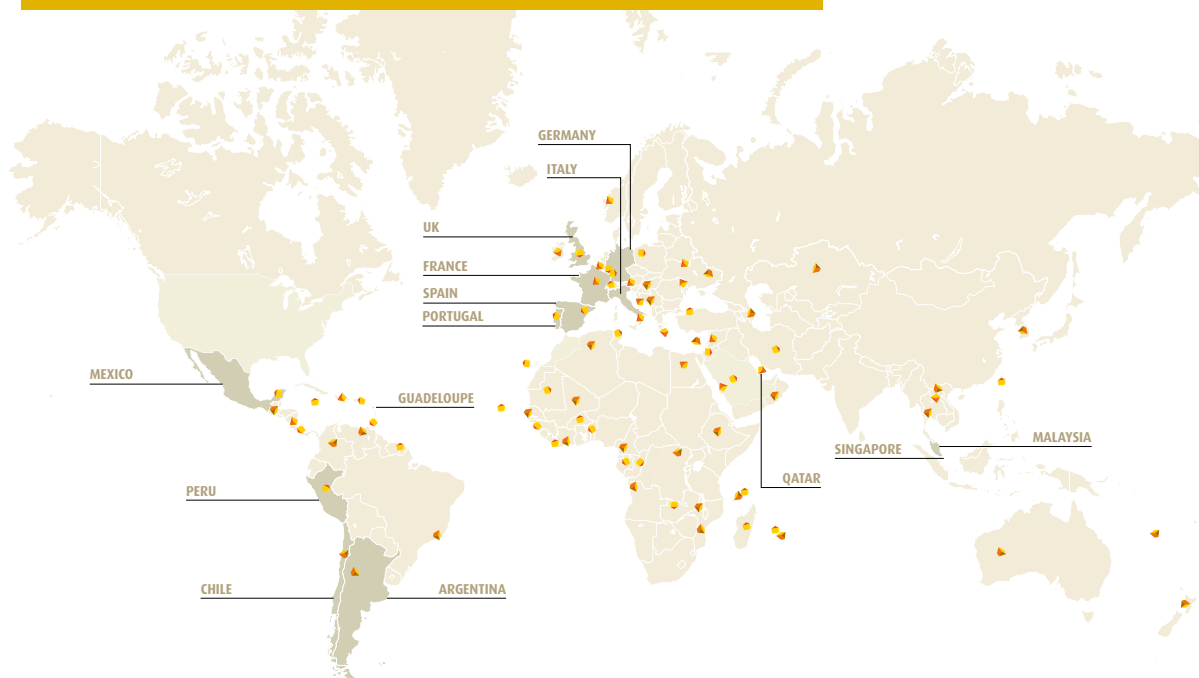 GERMANY
ITALY
UK
FRANCE
SPAIN
PORTUGAL
MEXICO
GUADELOUPE
MALAYSIA
SINGAPORE
QATAR
PERU
CHILE
ARGENTINA